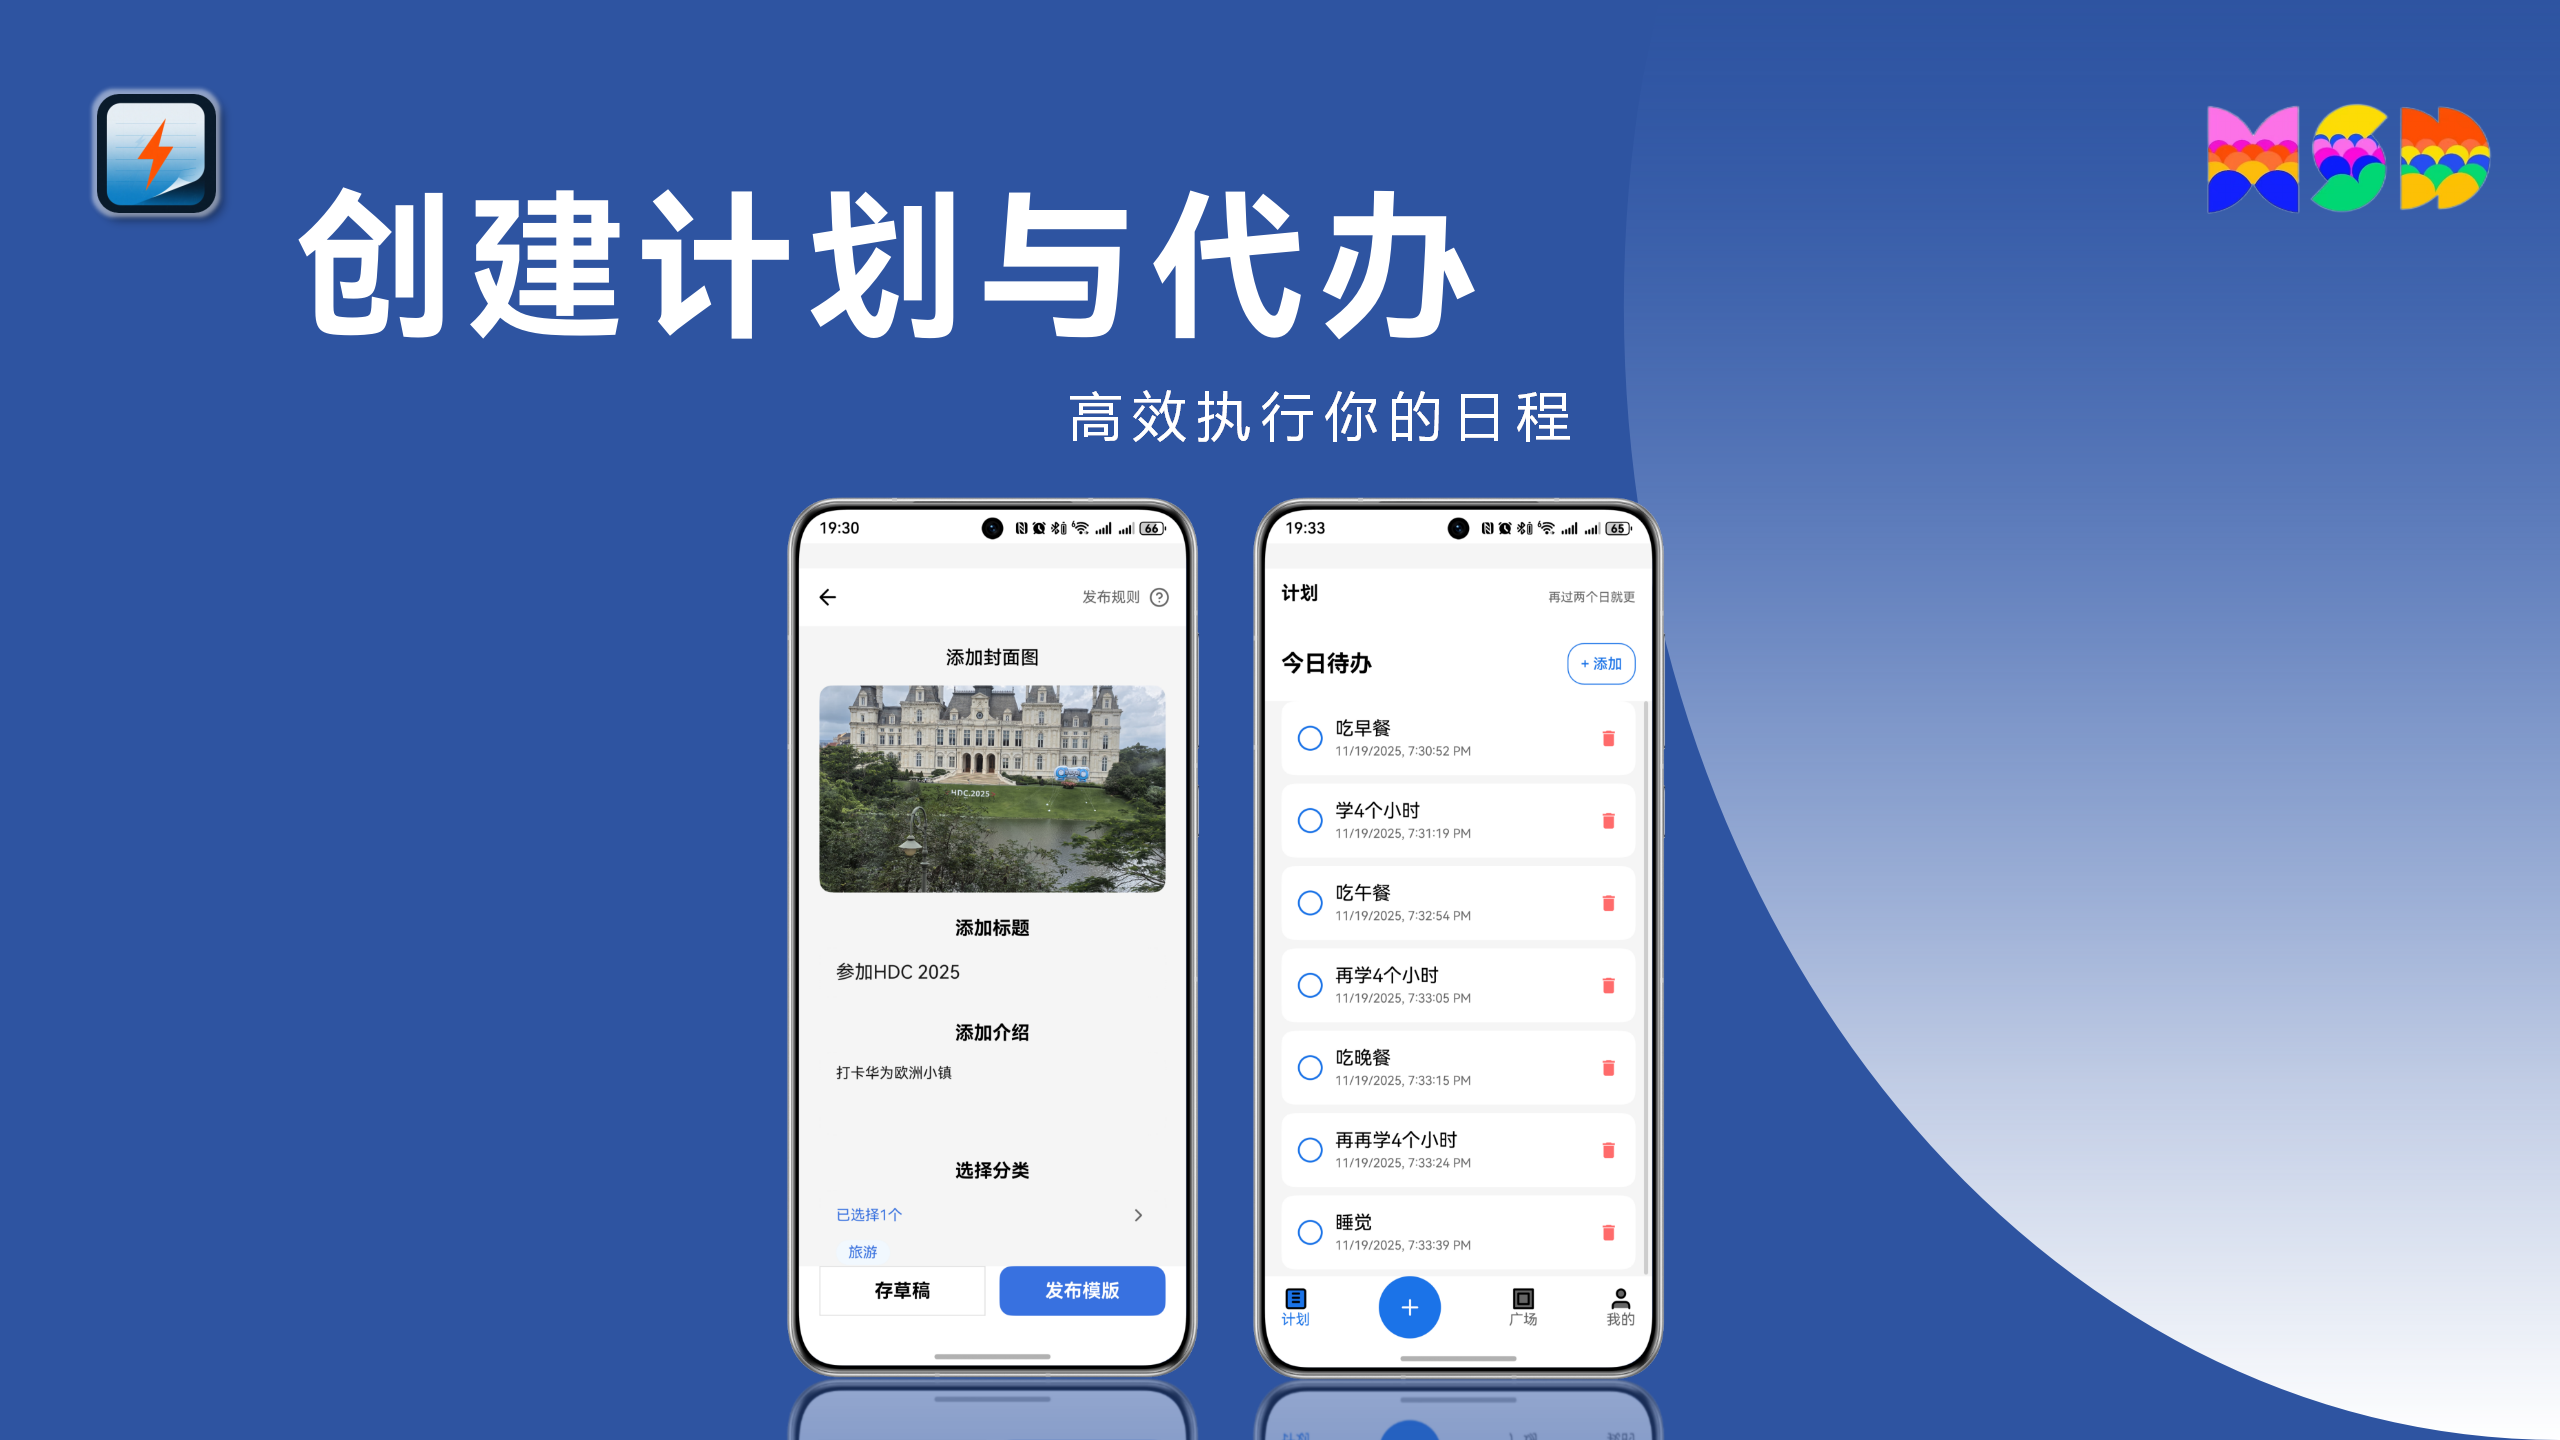 MSD
创建计划与代办
高效执行你的日程
19:30
66
发布规则
添加封面图
HDC.2025
添加标题
参加HDC 2025
添加介绍
打卡华为欧洲小镇
选择分类
已选择1个
旅游
存草稿
发布模版
19:33
65
计划
再过两个日就更
今日待办
+ 添加
吃早餐
11/19/2025, 7:30:52 PM
学4个小时
11/19/2025, 7:31:19 PM
吃午餐
11/19/2025, 7:32:54 PM
再学4个小时
11/19/2025, 7:33:05 PM
吃晚餐
11/19/2025, 7:33:15 PM
再再学4个小时
11/19/2025, 7:33:24 PM
睡觉
11/19/2025, 7:33:39 PM
计划
广场
我的